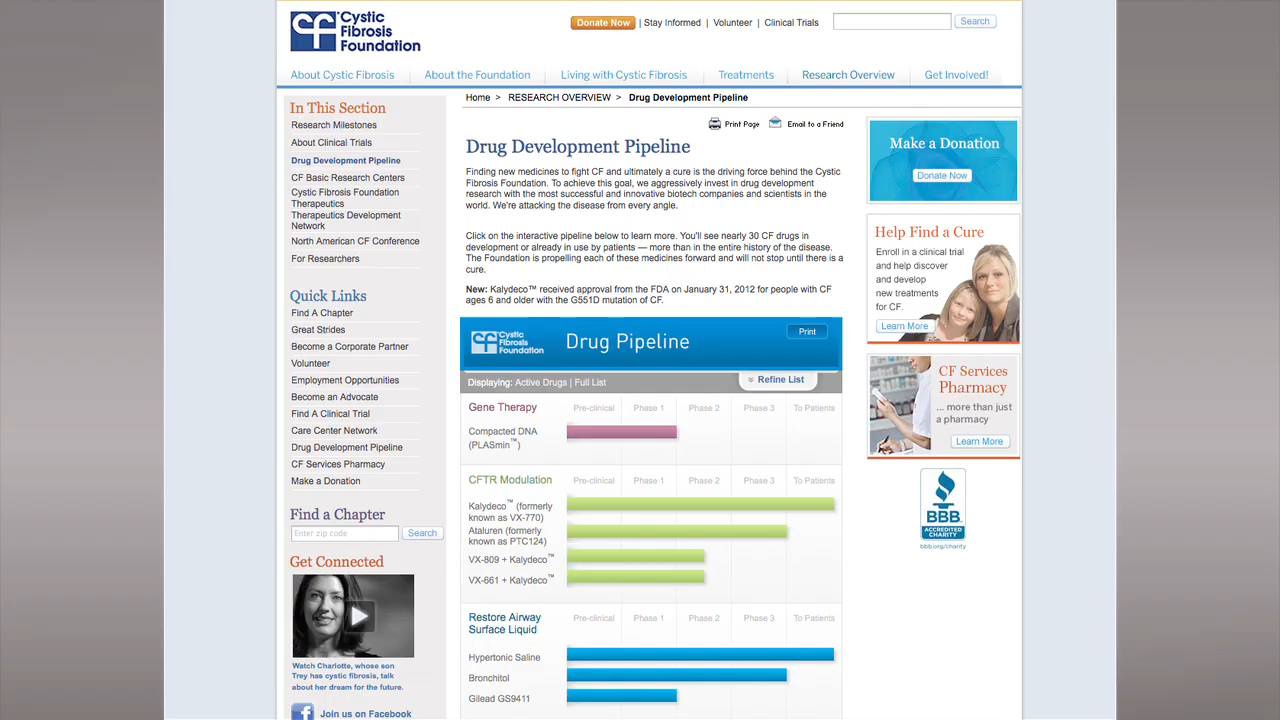 Cystic
Fibrosis
Foundation
Donate Now | Stay Informed | Volunteer | Clinical Trials
Search
About Cystic Fibrosis
About the Foundation
Living with Cystic Fibrosis
Treatments
Research Overview
Get Involved!
In This Section
Research Milestones
About Clinical Trials
Drug Development Pipeline
CF Basic Research Centers
Cystic Fibrosis Foundation
Therapeutics
Therapeutics Development
Network
North American CF Conference
For Researchers
Quick Links
Find A Chapter
Great Strides
Become a Corporate Partner
Volunteer
Employment Opportunities
Become an Advocate
Find A Clinical Trial
Care Center Network
Drug Development Pipeline
CF Services Pharmacy
Make a Donation
Find a Chapter
Enter zip code
Search
Get Connected
Watch Charlotte, whose son
Trey has cystic fibrosis, talk
about her dream for the future.
Join us on Facebook
Home > RESEARCH OVERVIEW > Drug Development Pipeline
Print Page
Email to a Friend
Drug Development Pipeline
Finding new medicines to fight CF and ultimately a cure is the driving force behind the Cystic
Fibrosis Foundation. To achieve this goal, we aggressively invest in drug development
research with the most successful and innovative biotech companies and scientists in the
world. We're attacking the disease from every angle.
Click on the interactive pipeline below to learn more. You'll see nearly 30 CF drugs in
development or already in use by patients — more than in the entire history of the disease.
The Foundation is propelling each of these medicines forward and will not stop until there is a
cure.
New: Kalydeco™ received approval from the FDA on January 31, 2012 for people with CF
ages 6 and older with the G551D mutation of CF.
Cystic
Fibrosis
Foundation
Drug Pipeline
Print
Displaying: Active Drugs | Full List
Refine List
Gene Therapy
Pre-clinical
Phase 1
Phase 2
Phase 3
To Patients
Compacted DNA
(PLASmin™)
CFTR Modulation
Pre-clinical
Phase 1
Phase 2
Phase 3
To Patients
Kalydeco™ (formerly
known as VX-770)
Ataluren (formerly
known as PTC124)
VX-809 + Kalydeco™
VX-661 + Kalydeco™
Restore Airway
Surface Liquid
Pre-clinical
Phase 1
Phase 2
Phase 3
To Patients
Hypertonic Saline
Bronchitol
Gilead GS9411
Make a Donation
Donate Now
Help Find a Cure
Enroll in a clinical trial
and help discover
and develop
new treatments
for CF.
Learn More
CF Services
Pharmacy
... more than just
a pharmacy
Learn More
BBB
ACCREDITED
CHARITY
bbb.org/charity